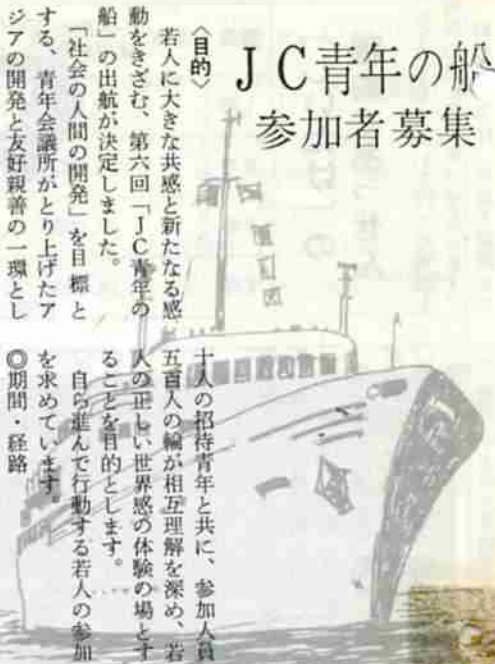 JC青年の船
参加者募集
〈目的〉
若人に大きな共感と新たなる感
動をきざむ、第六回「JC青年の
船」の出航が決定しました。
「社会の人間の開発」を目標と
する、青年会議所がとり上げたア
ジアの開発と友好親善の一環とし
十人の招待青年と共に、参加人員
五百人の輪が相互理解を深め、若
人の正しい世界感の体験の場とす
ることを目的とします。
自ら進んで行動する若人の参加
を求めています。
◎期間・経路